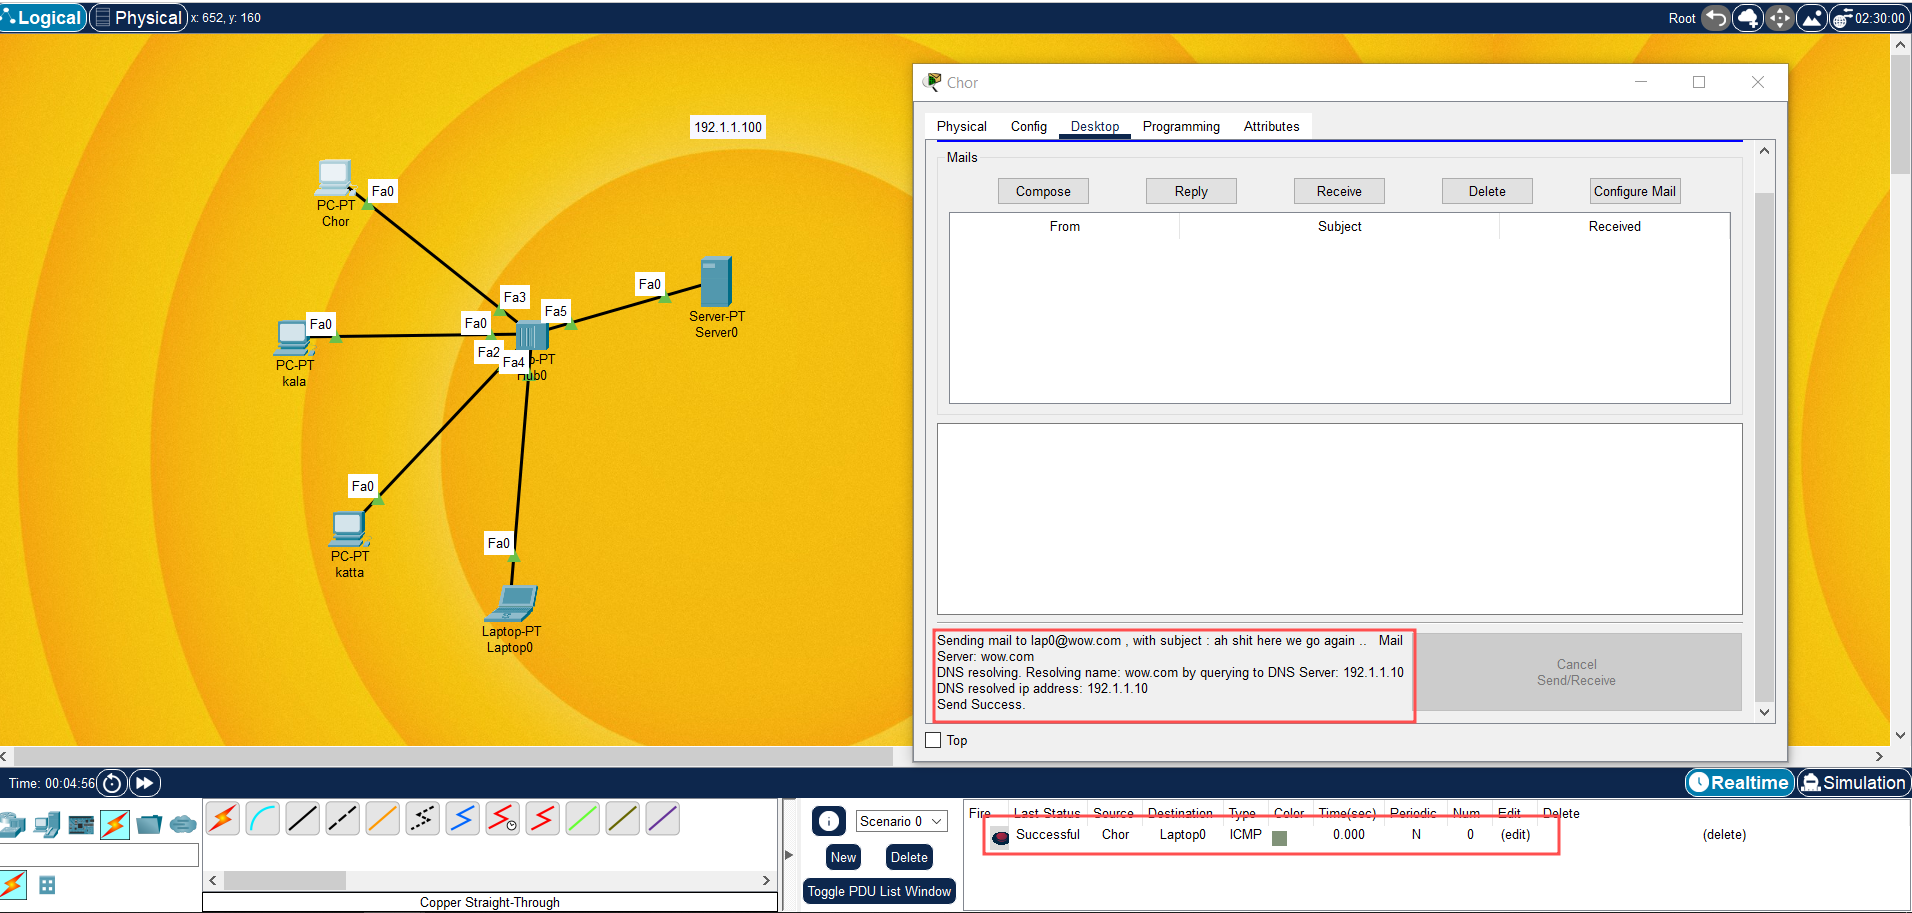 Logical Physical x: 652, y: 160 Root 02:30:00
192.1.1.100
Fa0
PC-PT
Chor
Fa3
Fa0
Fa5
Server-PT
Server0
Fa0
Fa0
PC-PT
kala
Fa2
Fa4
-PT
Hub0
Fa0
PC-PT
katta
Fa0
Laptop-PT
Laptop0
Chor
Physical Config Desktop Programming Attributes
Mails
Compose Reply Receive Delete Configure Mail
From Subject Received
Sending mail to lap0@wow.com , with subject : ah shit here we go again .. Mail
Server: wow.com
DNS resolving. Resolving name: wow.com by querying to DNS Server: 192.1.1.10
DNS resolved ip address: 192.1.1.10
Send Success.
Cancel
Send/Receive
Top
Time: 00:04:56 Realtime Simulation
Scenario 0
New Delete
Toggle PDU List Window
Copper Straight-Through
Fire Last Status Source Destination Type Color Time(sec) Periodic Num Edit Delete
Successful Chor Laptop0 ICMP 0.000 N 0 (edit) (delete)